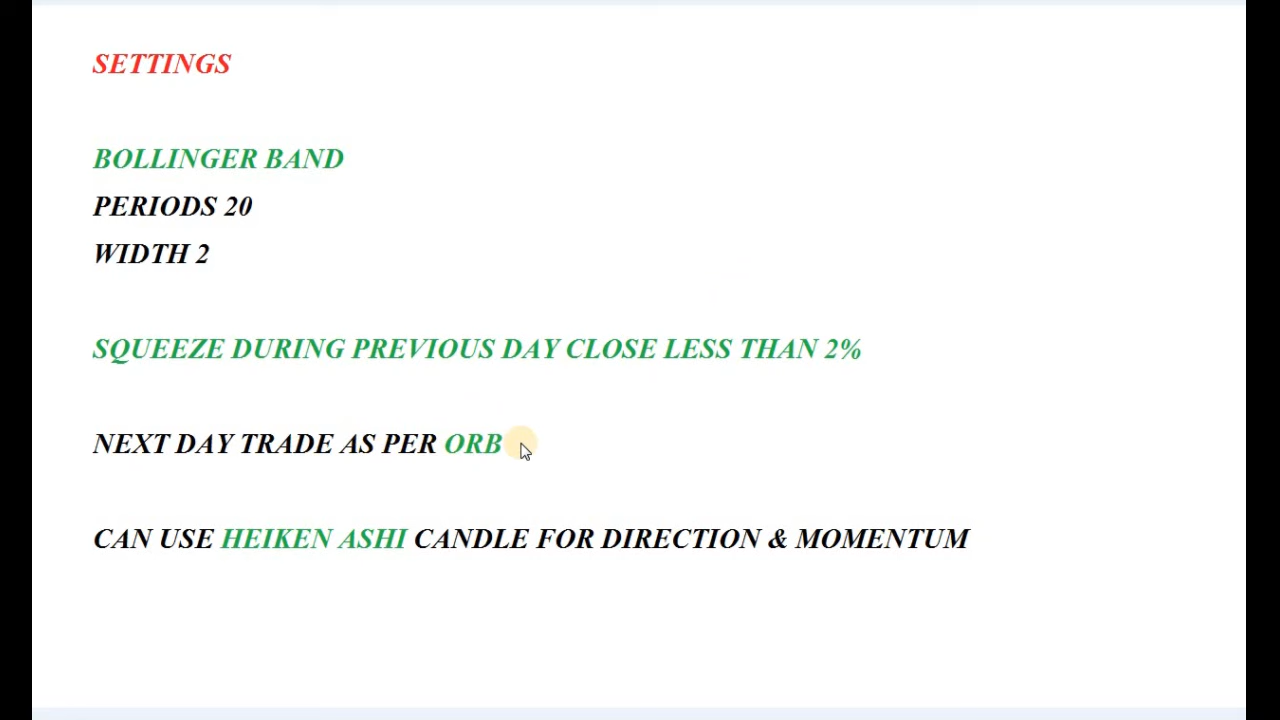 SETTINGS
BOLLINGER BAND
PERIODS 20
WIDTH 2
SQUEEZE DURING PREVIOUS DAY CLOSE LESS THAN 2%
NEXT DAY TRADE AS PER ORB
CAN USE HEIKEN ASHI CANDLE FOR DIRECTION & MOMENTUM